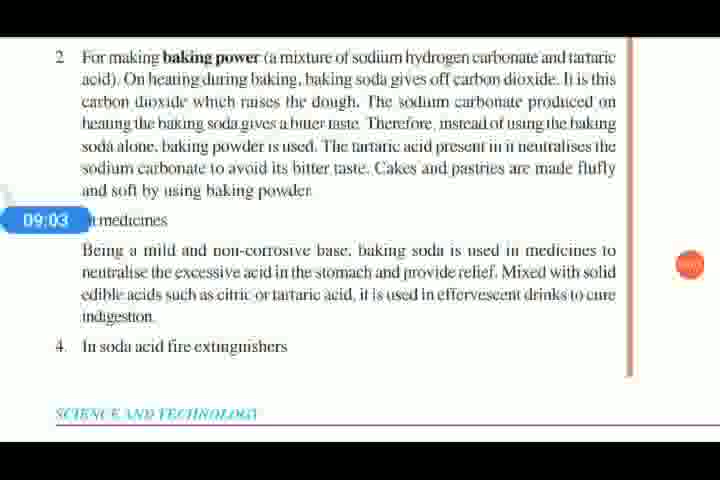 2 For making baking power (a mixture of sodium hydrogen carbonate and tartaric
acid). On heating during baking, baking soda gives off carbon dioxide. It is this
carbon dioxide which raises the dough. The sodium carbonate produced on
heating the baking soda gives a bitter taste. Therefore, instead of using the baking
soda alone, baking powder is used. The tartaric acid present in it neutralises the
sodium carbonate to avoid its bitter taste. Cakes and pastries are made fluffy
and soft by using baking powder.
09:03 medicines
Being a mild and non-corrosive base, baking soda is used in medicines to
neutralise the excessive acid in the stomach and provide relief. Mixed with solid
edible acids such as citric or tartaric acid, it is used in effervescent drinks to cure
indigestion.
4. In soda acid fire extinguishers
SCIENCE AND TECHNOLOGY